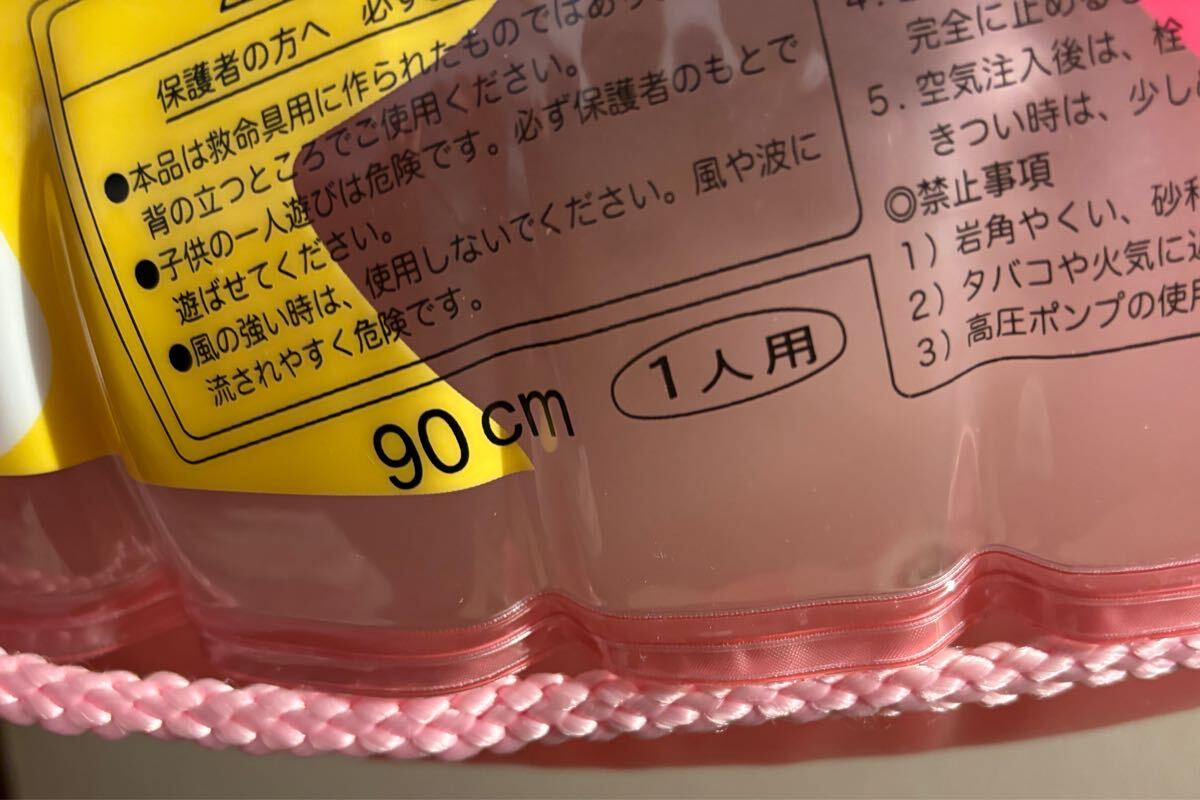 保護者の方へ 必ず
●本品は救命具用に作られたものではあり
背の立つところでご使用ください。
●子供の一人遊びは危険です。必ず保護者のもとで
遊ばせてください。
●風の強い時は、使用しないでください。風や波に
流されやすく危険です。
90cm
1人用
完全に止める
5. 空気注入後は、栓
きつい時は、少し
◎禁止事項
1) 岩角やくい、砂利
2) タバコや火気に近
3) 高圧ポンプの使用